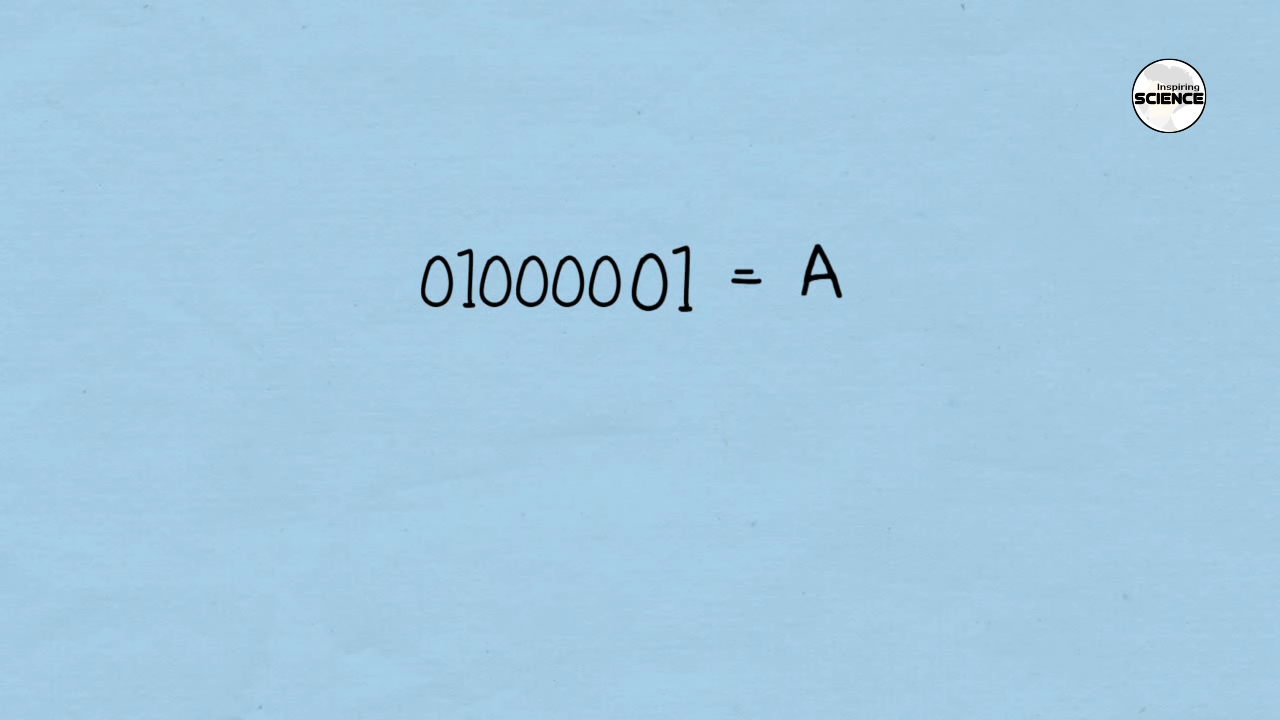 Inspiring
SCIENCE
01000001 = A